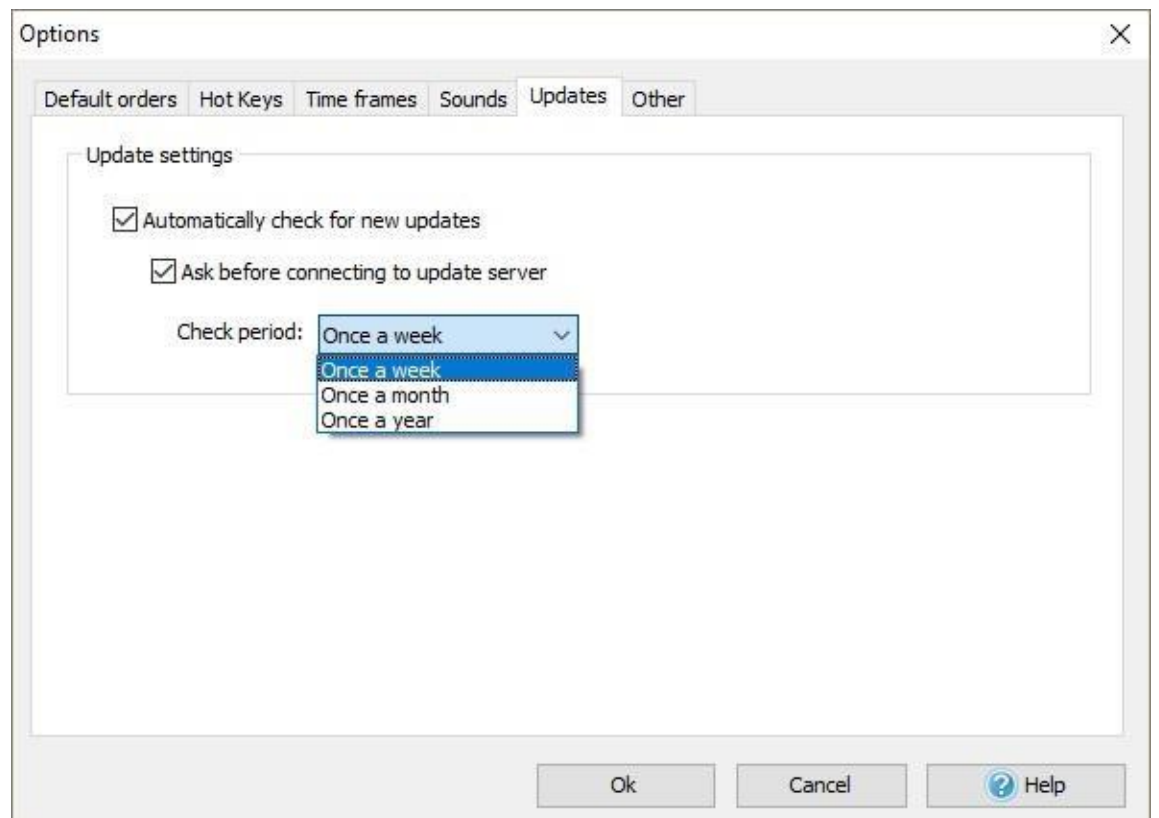 Options
Default orders Hot Keys Time frames Sounds Updates Other
Update settings
Automatically check for new updates
Ask before connecting to update server
Check period: Once a week
Once a week
Once a month
Once a year
Ok Cancel Help